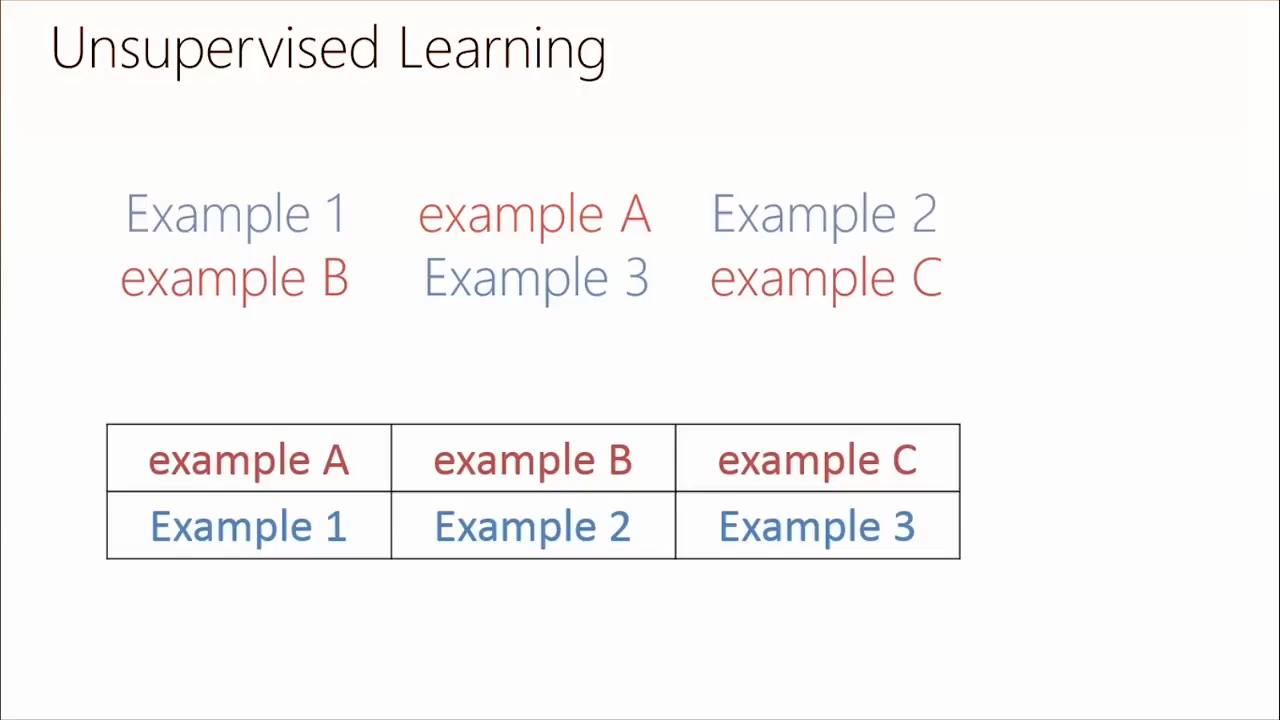 Unsupervised Learning
Example 1 example A Example 2
example B Example 3 example C
example A example B example C
Example 1 Example 2 Example 3